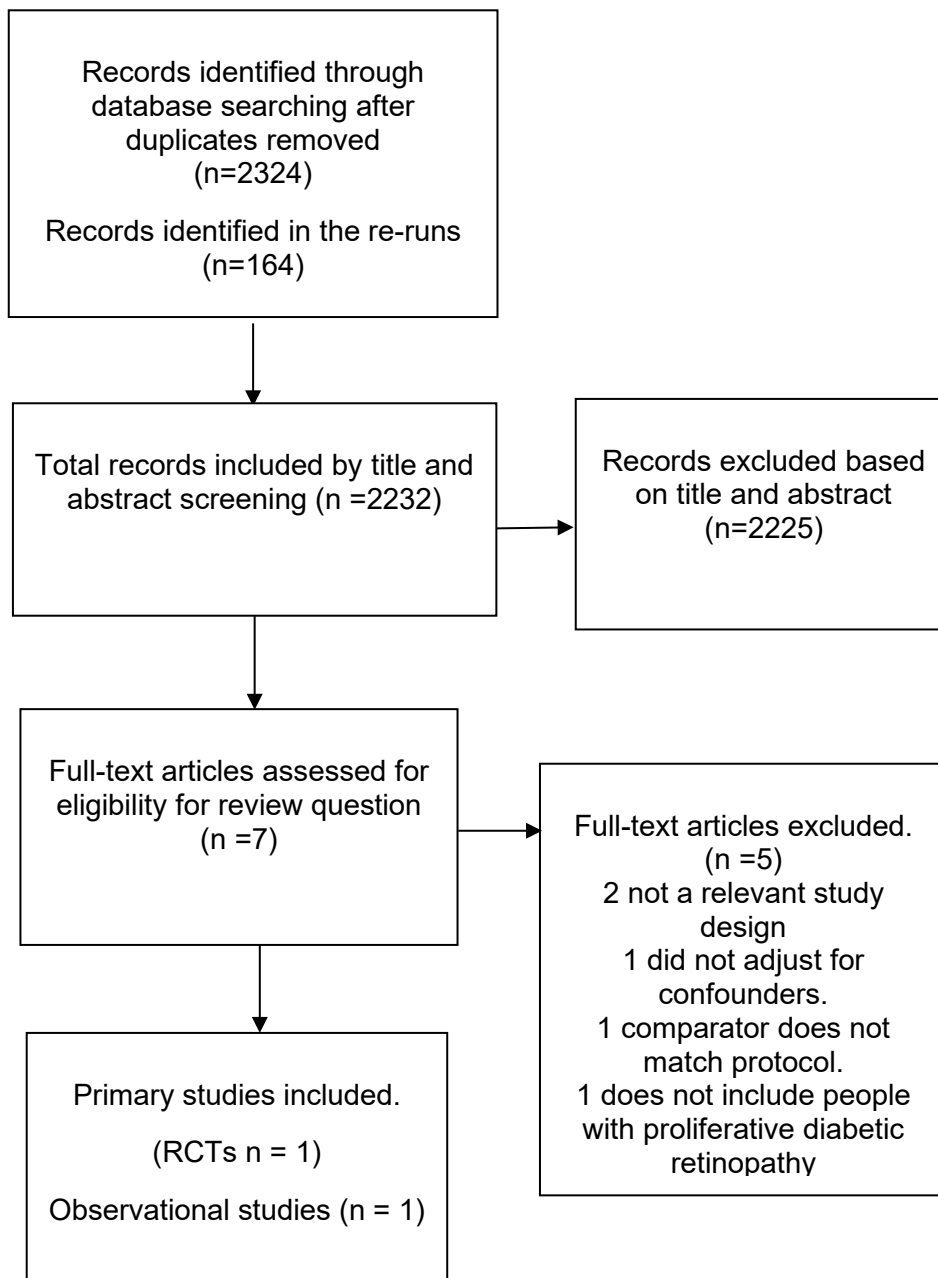 Records identified through
database searching after
duplicates removed
(n=2324)
Records identified in the re-runs
(n=164)
Total records included by title and
abstract screening (n =2232)
Records excluded based
on title and abstract
(n=2225)
Full-text articles assessed for
eligibility for review question
(n =7)
Full-text articles excluded.
(n =5)
2 not a relevant study
design
1 did not adjust for
confounders.
1 comparator does not
match protocol.
1 does not include people
with proliferative diabetic
retinopathy
Primary studies included.
(RCTs n = 1)
Observational studies (n = 1)